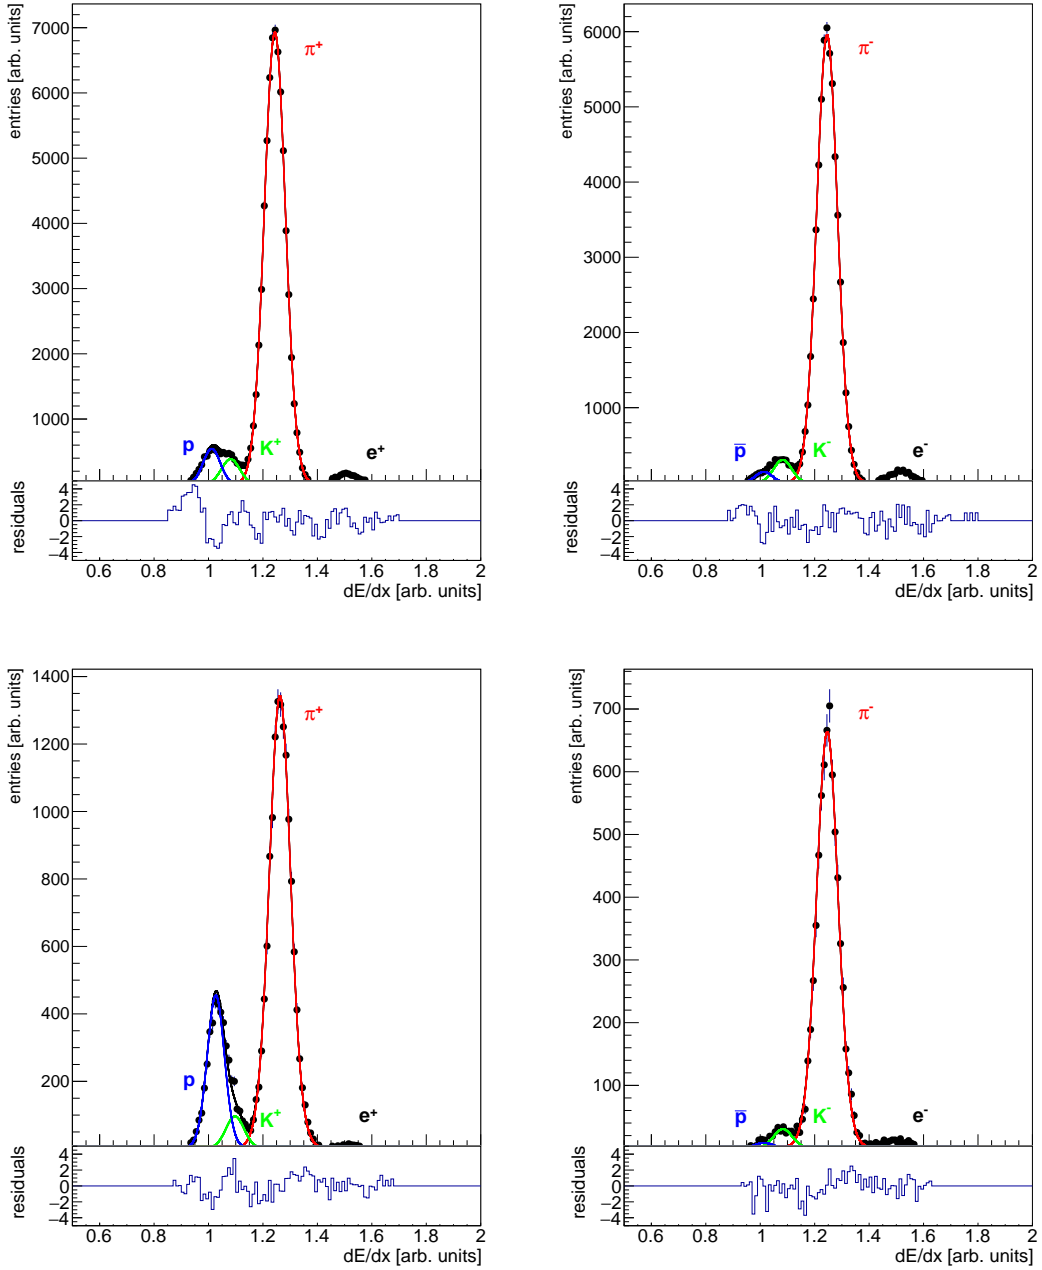 entries [arb. units]
7000
6000
5000
4000
3000
2000
1000
π+
p
K+
e+
residuals
4
2
0
−2
−4
0.6 0.8 1 1.2 1.4 1.6 1.8 2
dE/dx [arb. units]
entries [arb. units]
6000
5000
4000
3000
2000
1000
π-
p̅
K-
e-
residuals
4
2
0
−2
−4
0.6 0.8 1 1.2 1.4 1.6 1.8 2
dE/dx [arb. units]
entries [arb. units]
1400
1200
1000
800
600
400
200
π+
p
K+
e+
residuals
4
2
0
−2
−4
0.6 0.8 1 1.2 1.4 1.6 1.8 2
dE/dx [arb. units]
entries [arb. units]
700
600
500
400
300
200
100
π-
p̅
K-
e-
residuals
4
2
0
−2
−4
0.6 0.8 1 1.2 1.4 1.6 1.8 2
dE/dx [arb. units]